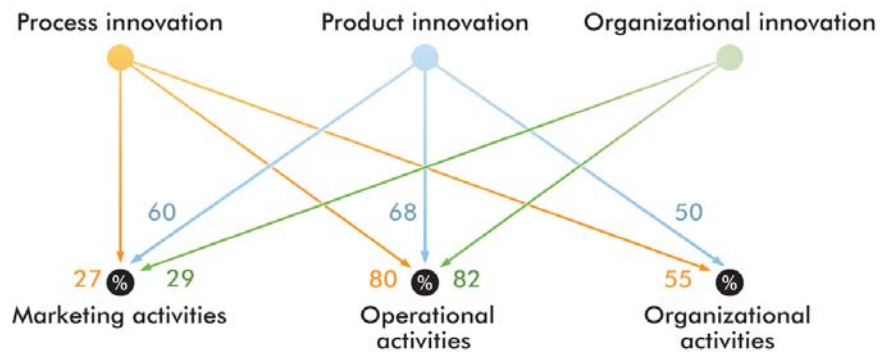 Process innovation
Product innovation
Organizational innovation
60
68
50
27 % 29
80 % 82
55 %
Marketing activities
Operational
activities
Organizational
activities